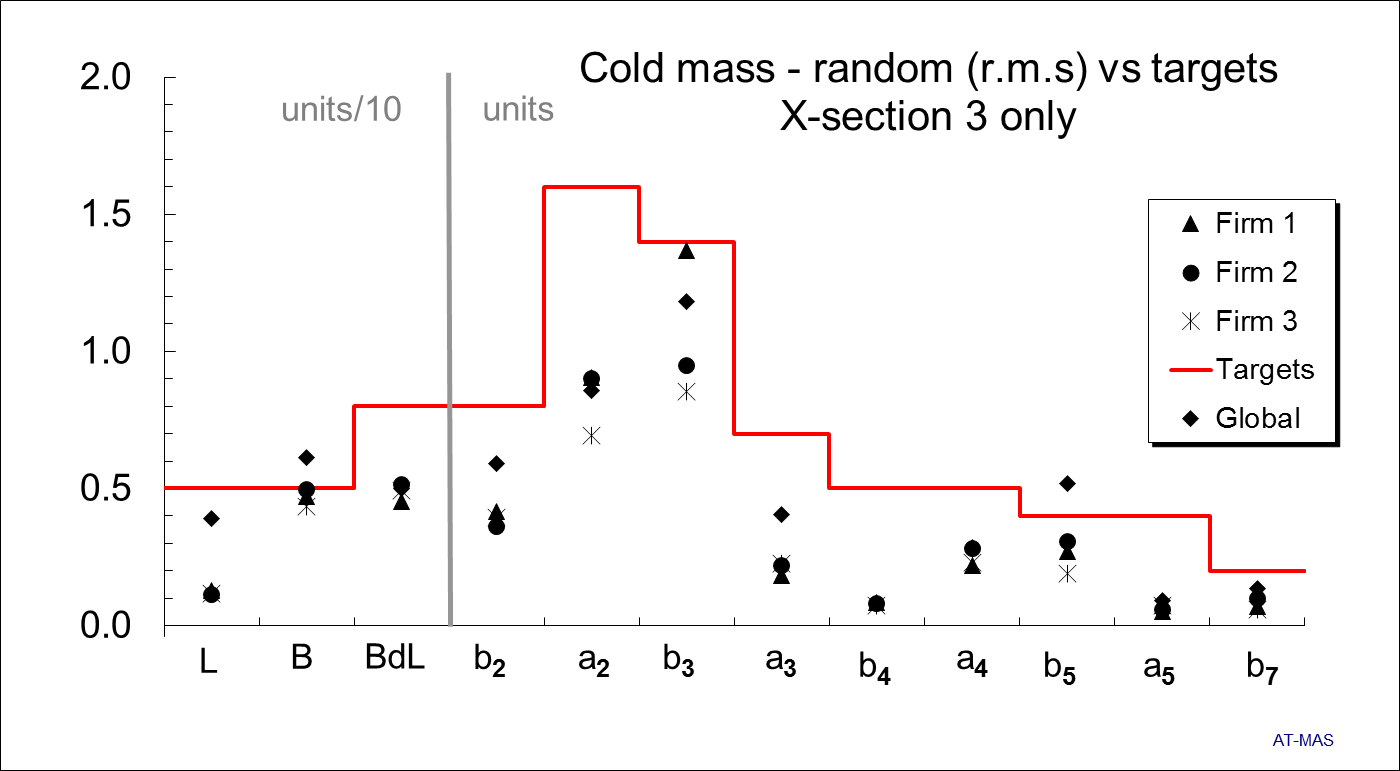 Cold mass - random (r.m.s) vs targets
X-section 3 only
units/10
units
2.0
1.5
1.0
0.5
0.0
L B BdL b2 a2 b3 a3 b4 a4 b5 a5 b7
Firm 1
Firm 2
Firm 3
Targets
Global
AT-MAS